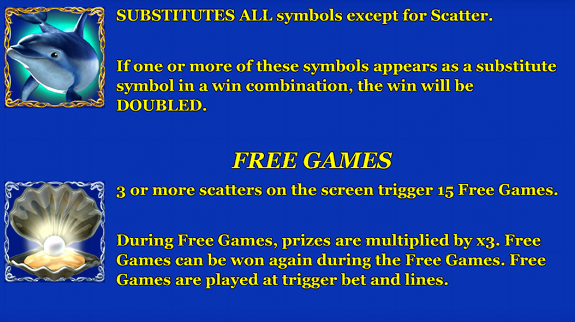 SUBSTITUTES ALL symbols except for Scatter.
If one or more of these symbols appears as a substitute
symbol in a win combination, the win will be
DOUBLED.
FREE GAMES
3 or more scatters on the screen trigger 15 Free Games.
During Free Games, prizes are multiplied by x3. Free
Games can be won again during the Free Games. Free
Games are played at trigger bet and lines.